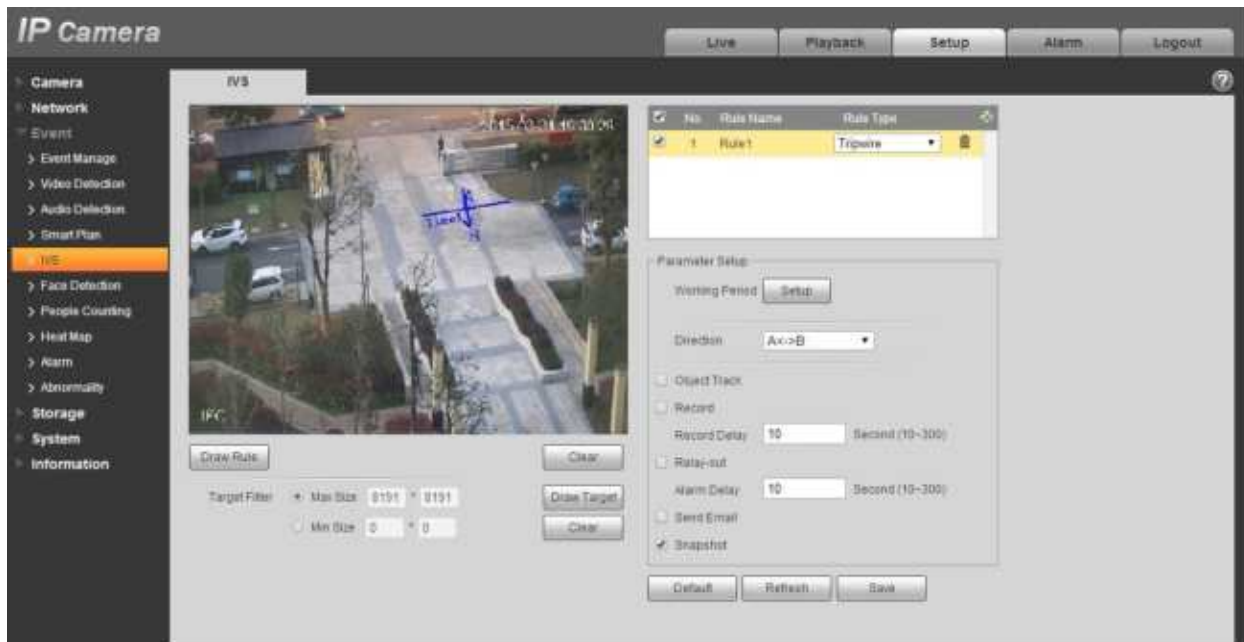 IP Camera
Live Playback Setup Alarm Logout
Camera
Network
Event
> Event Manage
> Video Detection
> Audio Detection
> Smart Plan
IVS
> Face Detection
> People Counting
> Heat Map
> Alarm
> Abnormality
Storage
System
Information
IVS
Line1
IPC
Draw Rule Clear
Target Filter Max Size 8191 * 8191 Draw Target
Min Size 0 * 0 Clear
No. Rule Name Rule Type
1 Rule1 Tripwire
Parameter Setup
Working Period Setup
Direction A<->B
Object Track
Record
Record Delay 10 Second (10~300)
Relay-out
Alarm Delay 10 Second (10~300)
Send Email
Snapshot
Default Refresh Save